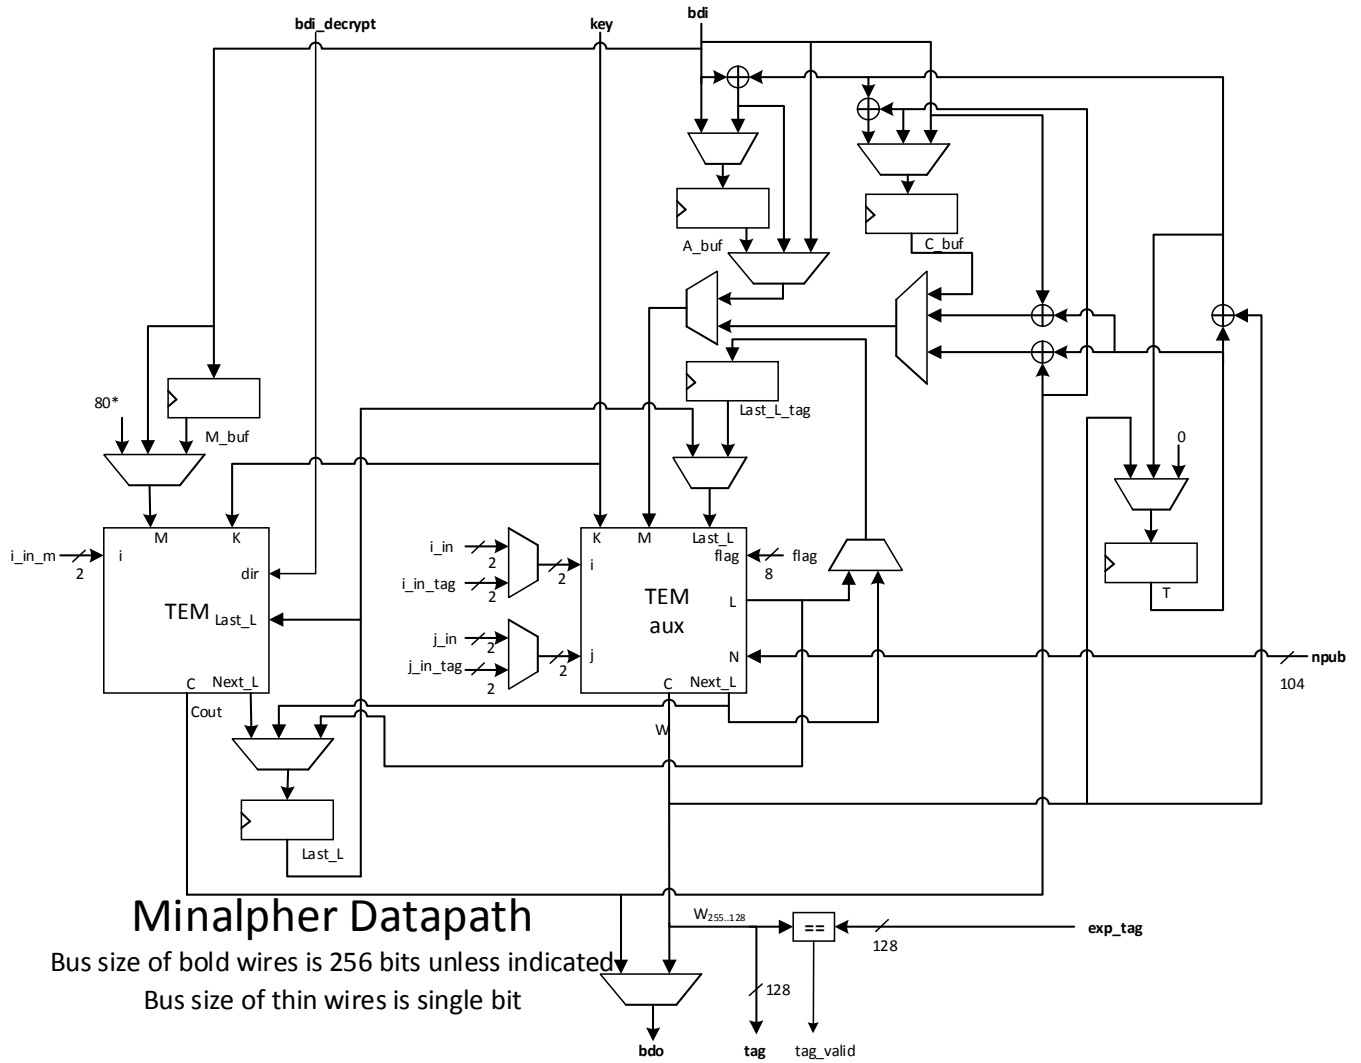 bdi_decrypt
key
bdi
A_buf
C_buf
80*
M_buf
Last_L_tag
0
i_in_m
2
M
K
i
dir
TEM
Last_L
C
Next_L
Cout
i_in
2
i_in_tag
2
2
j_in
2
j_in_tag
2
2
K
M
Last_L
i
flag
flag
8
TEM
aux
L
j
N
C
Next_L
W
T
npub
104
Last_L
Minalpher Datapath
Bus size of bold wires is 256 bits unless indicated
Bus size of thin wires is single bit
W255..128
==
128
exp_tag
128
bdo
tag
tag_valid